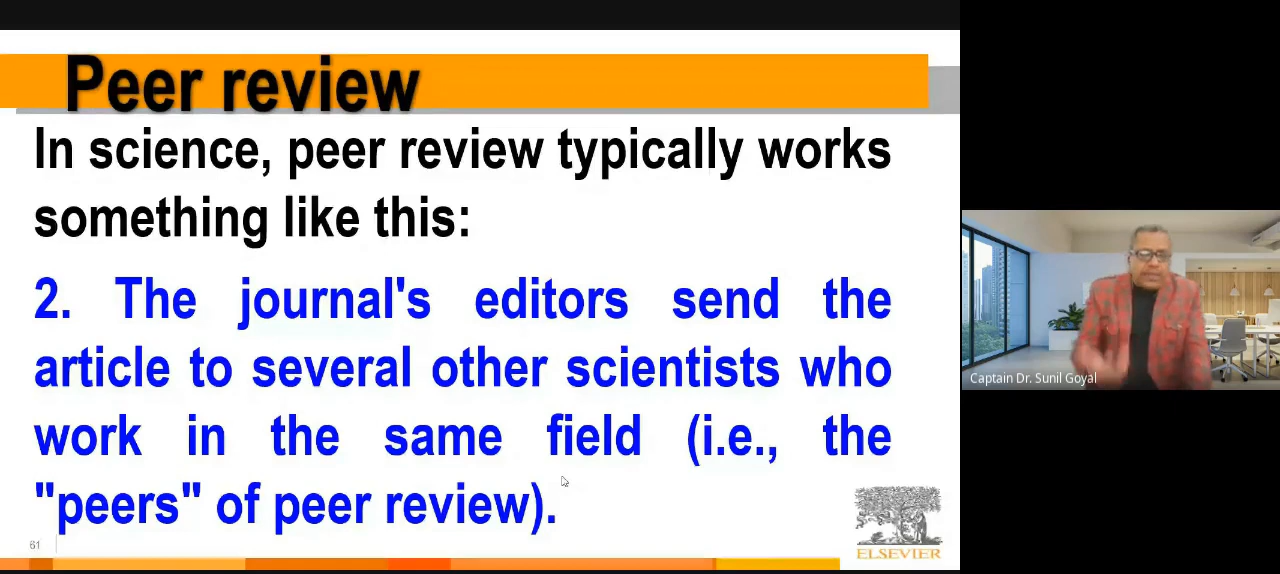 Peer review
In science, peer review typically works
something like this:
2. The journal's editors send the
article to several other scientists who
work in the same field (i.e., the
"peers" of peer review).
61
ELSEVIER
Captain Dr. Sunil Goyal